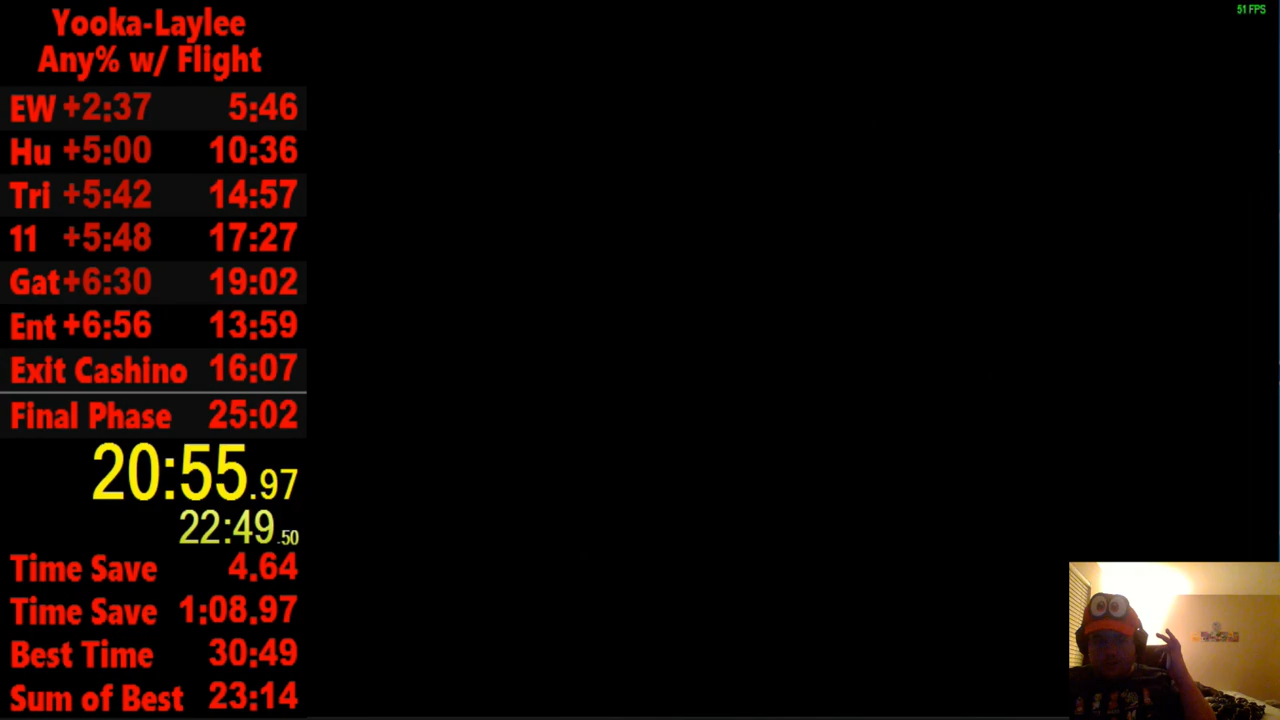 Yooka-Laylee
Any% w/ Flight
EW +2:37 5:46
Hu +5:00 10:36
Tri +5:42 14:57
11 +5:48 17:27
Gat +6:30 19:02
Ent +6:56 13:59
Exit Cashino 16:07
Final Phase 25:02
20:55.97
22:49.50
Time Save 4.64
Time Save 1:08.97
Best Time 30:49
Sum of Best 23:14
51 FPS